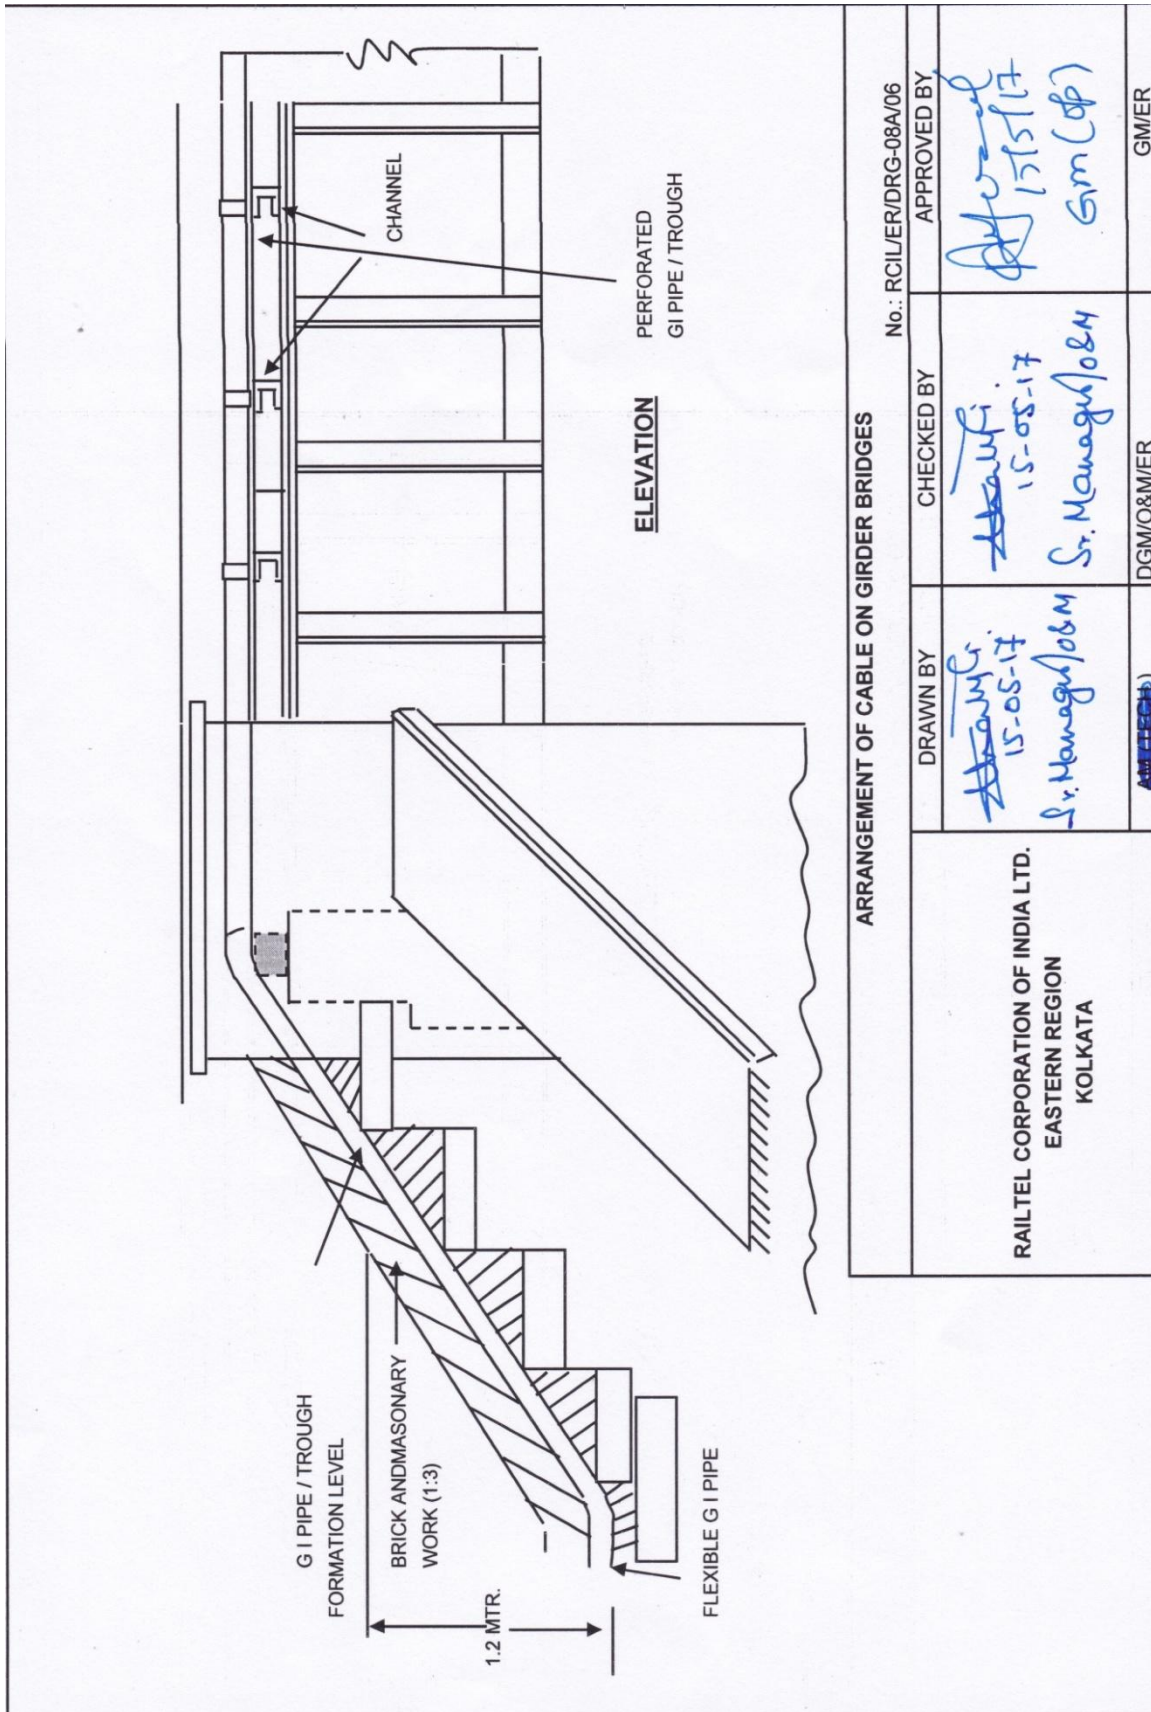 G I PIPE / TROUGH
FORMATION LEVEL
BRICK ANDMASONARY
WORK (1:3)
1.2 MTR.
FLEXIBLE G I PIPE
CHANNEL
PERFORATED
GI PIPE / TROUGH
ELEVATION
ARRANGEMENT OF CABLE ON GIRDER BRIDGES
No.: RCIL/ER/DRG-08A/06
RAILTEL CORPORATION OF INDIA LTD.
EASTERN REGION
KOLKATA
DRAWN BY
15-05-17
Sr. Manager/O&M
AM (TECH)
CHECKED BY
15-05-17
Sr. Manager/O&M
DGM/O&M/ER
APPROVED BY
15/5/17
Gm (OP)
GM/ER